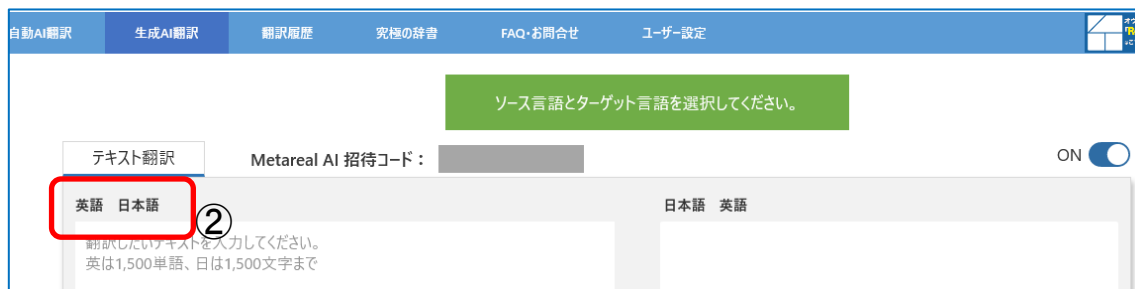 自動AI翻訳 生成AI翻訳 翻訳履歴 究極の辞書 FAQ・お問合せ ユーザー設定
ソース言語とターゲット言語を選択してください。
テキスト翻訳 Metareal AI 招待コード： ON
英語 日本語 日本語 英語
②
翻訳したいテキストを入力してください。
英は1,500単語、日は1,500文字まで